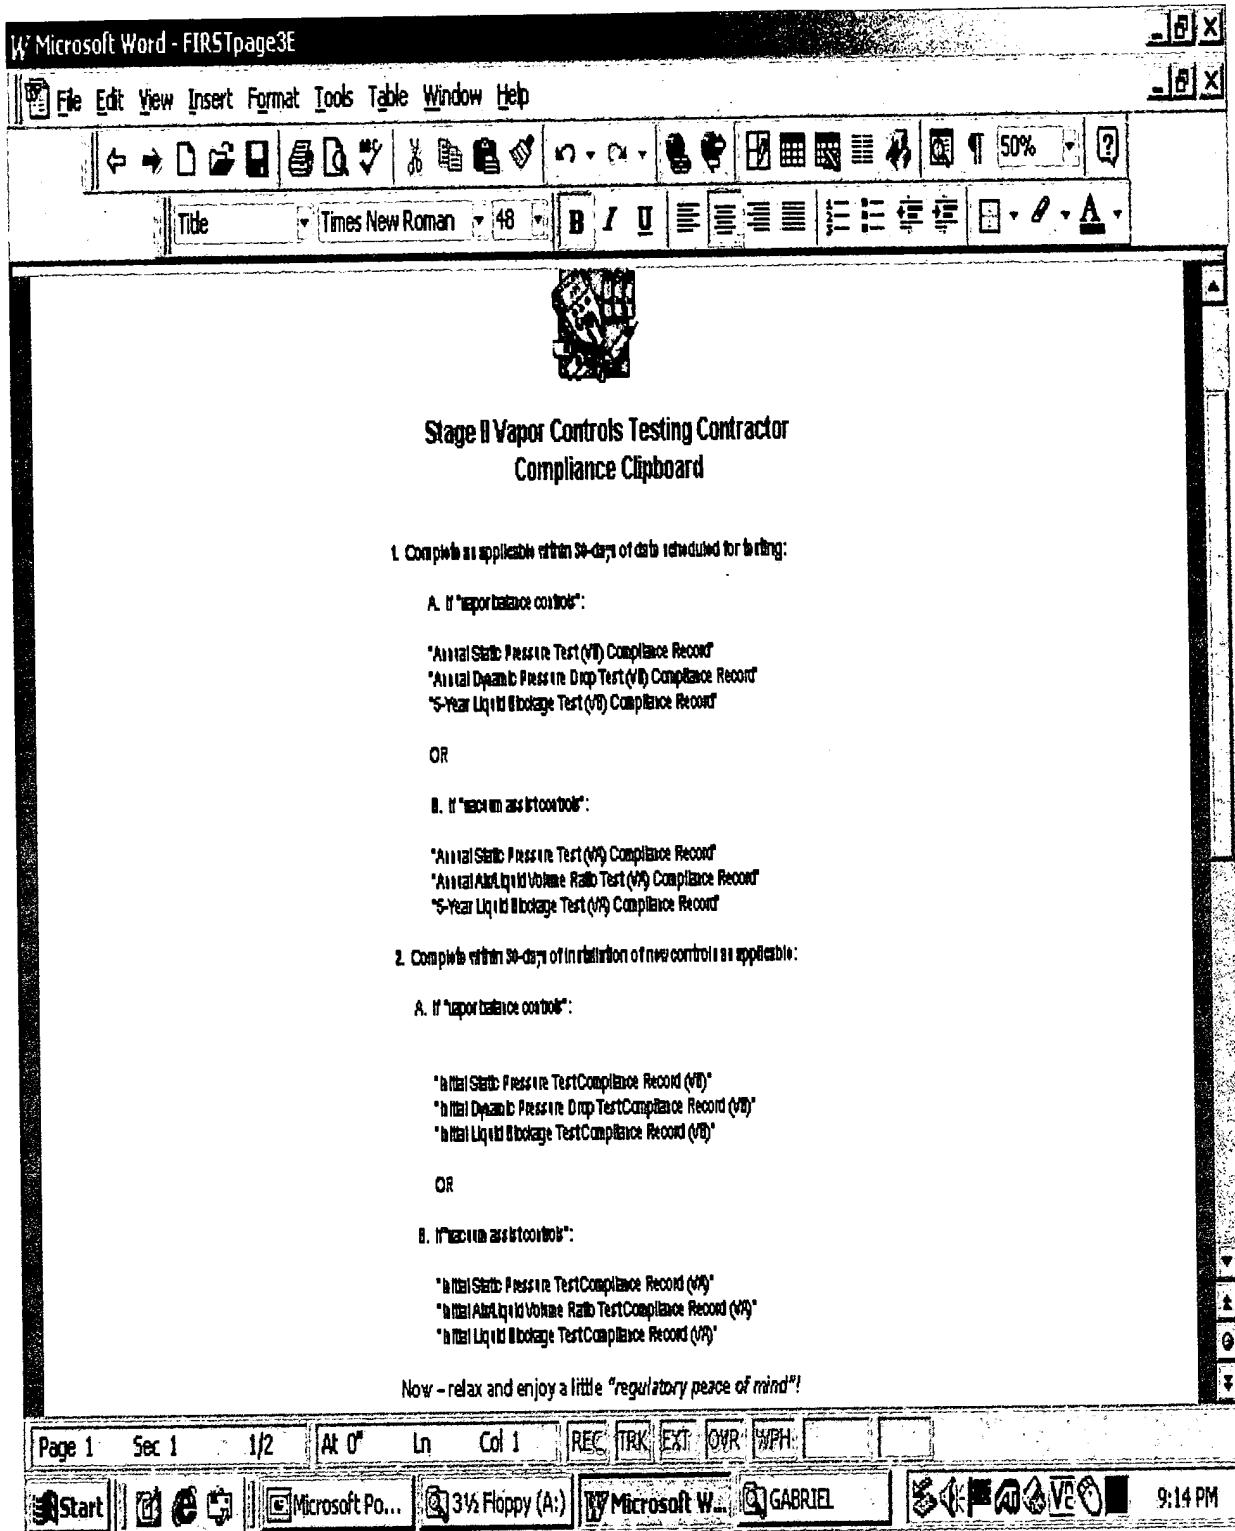 Microsoft Word - FIRSTpage3E
File Edit View Insert Format Tools Table Window Help
50%
Title Times New Roman 48 B I U A
Stage II Vapor Controls Testing Contractor
Compliance Clipboard
1. Complete as applicable within 30-days of date scheduled for testing:
A. If "vapor balance controls":
"Annual Static Pressure Test (VB) Compliance Record"
"Annual Dynamic Pressure Drop Test (VB) Compliance Record"
"5-Year Liquid Blockage Test (VB) Compliance Record"
OR
B. If "vacuum assist controls":
"Annual Static Pressure Test (VA) Compliance Record"
"Annual Air/Liquid Volume Ratio Test (VA) Compliance Record"
"5-Year Liquid Blockage Test (VA) Compliance Record"
2. Complete within 30-days of installation of new controls as applicable:
A. If "vapor balance controls":
"Initial Static Pressure Test Compliance Record (VB)"
"Initial Dynamic Pressure Drop Test Compliance Record (VB)"
"Initial Liquid Blockage Test Compliance Record (VB)"
OR
B. If "vacuum assist controls":
"Initial Static Pressure Test Compliance Record (VA)"
"Initial Air/Liquid Volume Ratio Test Compliance Record (VA)"
"Initial Liquid Blockage Test Compliance Record (VA)"
Now – relax and enjoy a little "regulatory peace of mind"!
Page 1 Sec 1 1/2 At 0" Ln Col 1 REC TRK EXT OVR WPH
Start Microsoft Po... 3½ Floppy (A:) Microsoft W... GABRIEL 9:14 PM